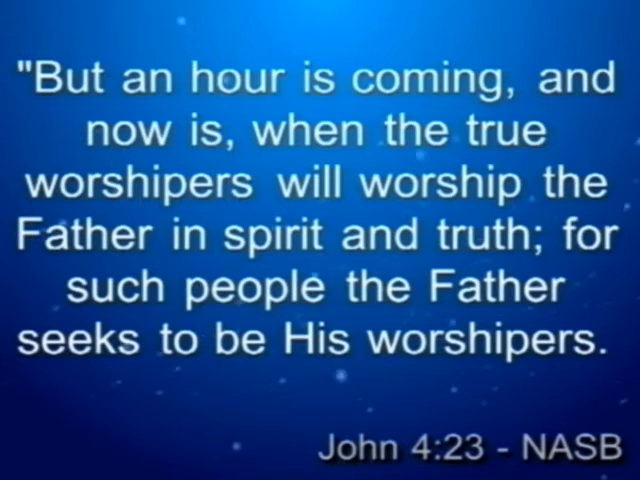 "But an hour is coming, and
now is, when the true
worshipers will worship the
Father in spirit and truth; for
such people the Father
seeks to be His worshipers.
John 4:23 - NASB